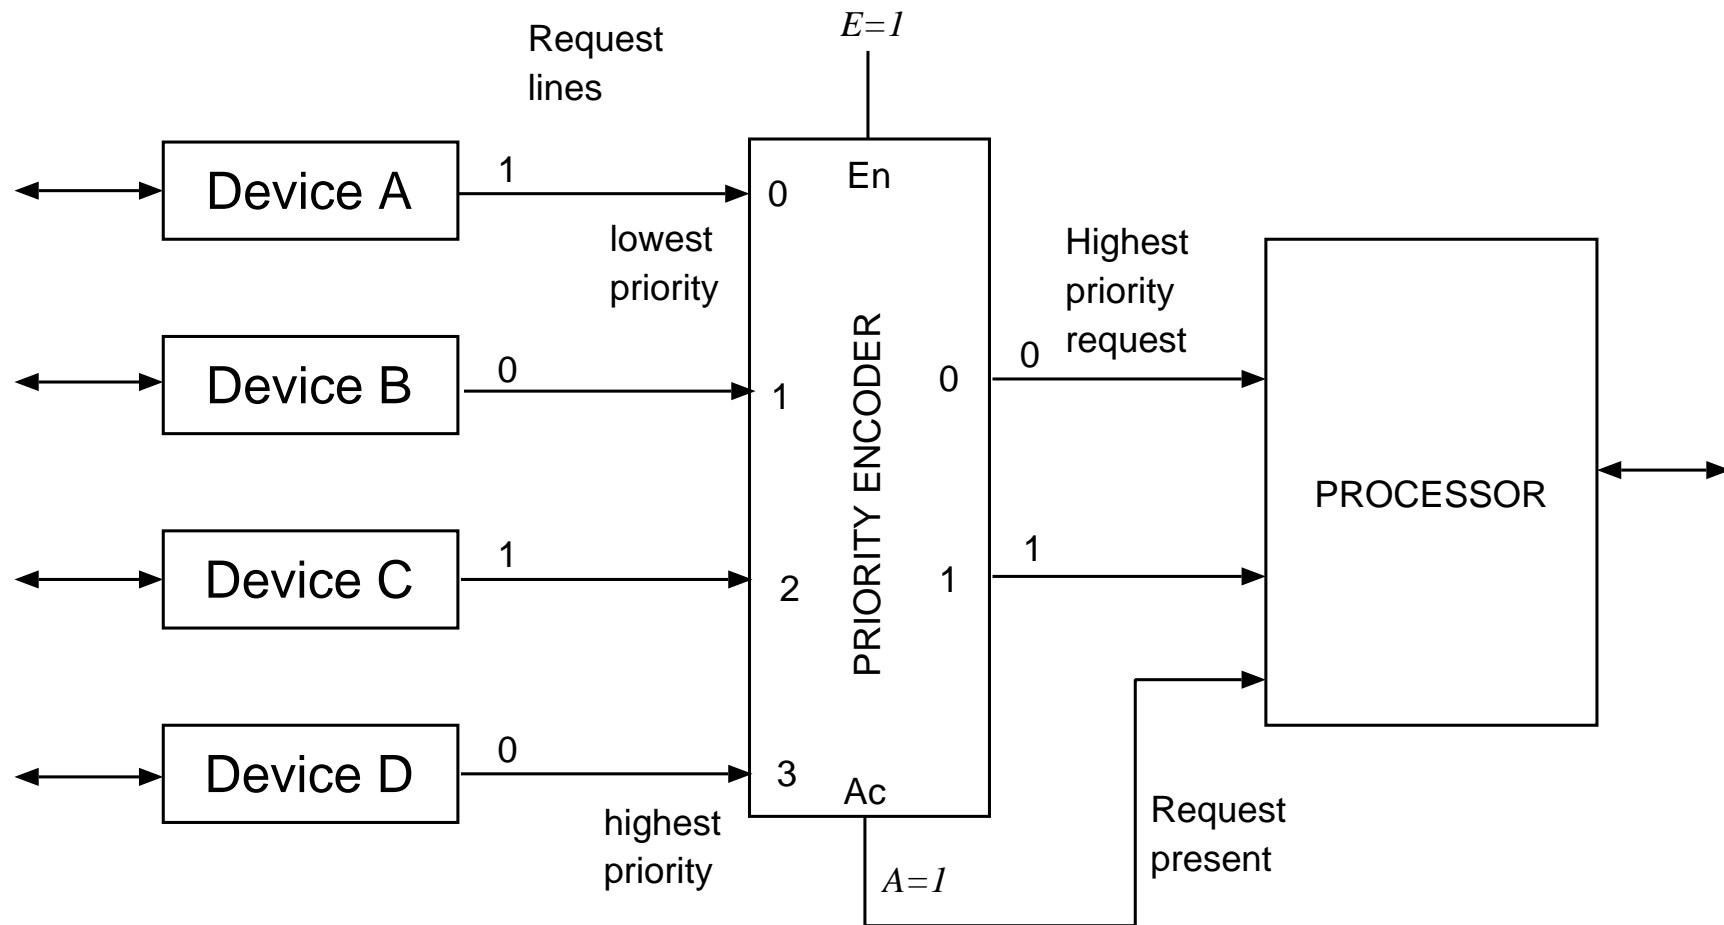 E=1
Request
lines
Device A
1
0
En
lowest
priority
Highest
priority
request
Device B
0
1
0
0
PRIORITY ENCODER
PROCESSOR
Device C
1
2
1
1
Device D
0
3
Ac
highest
priority
Request
present
A=1